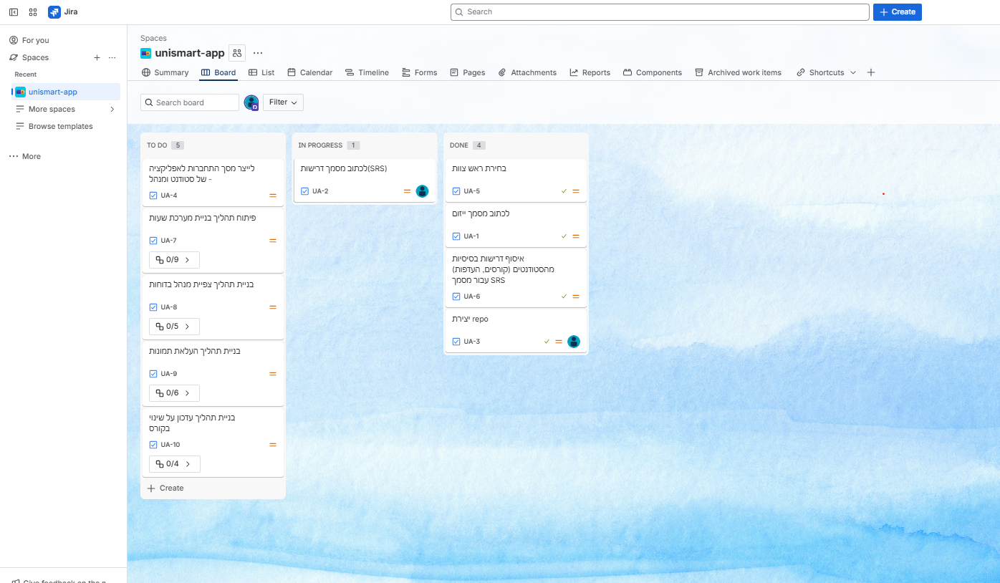 Jira
Search
Create
For you
Spaces
Recent
unismart-app
More spaces
Browse templates
More
Spaces
unismart-app
Summary
Board
List
Calendar
Timeline
Forms
Pages
Attachments
Reports
Components
Archived work items
Shortcuts
Search board
Filter
TO DO 5
לייצר מסך התחברות לאפליקציה
- של סטודנט ומנהל
UA-4
פיתוח תהליך בניית מערכת שעות
UA-7
0/9
בניית תהליך צפיית מנהל בדוחות
UA-8
0/5
בניית תהליך העלאת תמונות
UA-9
0/6
בניית תהליך עדכון על שינוי
בקורס
UA-10
0/4
Create
IN PROGRESS 1
לכתוב מסמך דרישות(SRS)
UA-2
DONE 4
בחירת ראש צוות
UA-5
לכתוב מסמך ייזום
UA-1
איסוף דרישות בסיסיות
מהסטודנטים (קורסים, העדפות)
עבור מסמך SRS
UA-6
יצירת repo
UA-3